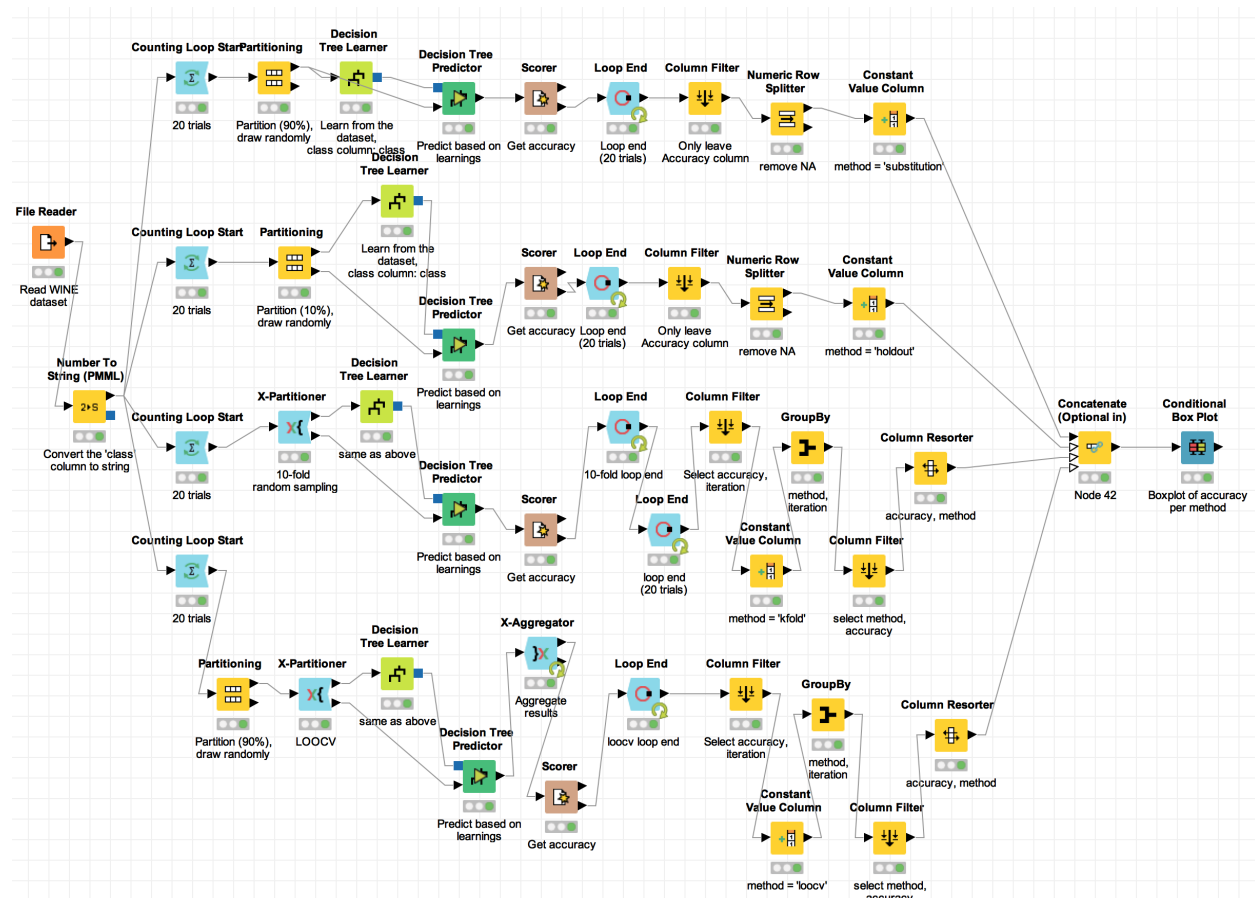 Counting Loop Start
Partitioning
Decision
Tree Learner
Decision Tree
Predictor
Scorer
Loop End
Column Filter
Numeric Row
Splitter
Constant
Value Column
20 trials
Partition (90%),
draw randomly
Learn from the
dataset,
class column: class
Predict based on
learnings
Get accuracy
Loop end
(20 trials)
Only leave
Accuracy column
remove NA
method = 'substitution'
File Reader
Read WINE
dataset
Counting Loop Start
20 trials
Partitioning
Partition (10%),
draw randomly
Decision
Tree Learner
Learn from the
dataset,
class column: class
Decision Tree
Predictor
Predict based on
learnings
Scorer
Get accuracy
Loop End
Loop end
(20 trials)
Column Filter
Only leave
Accuracy column
Numeric Row
Splitter
remove NA
Constant
Value Column
method = 'holdout'
Number To
String (PMML)
2
S
Convert the 'class'
column to string
Counting Loop Start
20 trials
X-Partitioner
10-fold
random sampling
Decision
Tree Learner
same as above
Decision Tree
Predictor
Predict based on
learnings
Scorer
Get accuracy
Loop End
10-fold loop end
Loop End
loop end
(20 trials)
Column Filter
Select accuracy,
iteration
Constant
Value Column
method = 'kfold'
GroupBy
method,
iteration
Column Filter
select method,
accuracy
Column Resorter
accuracy, method
Concatenate
(Optional in)
Node 42
Conditional
Box Plot
Boxplot of accuracy
per method
Counting Loop Start
20 trials
Partitioning
Partition (90%),
draw randomly
X-Partitioner
LOOCV
Decision
Tree Learner
same as above
Decision Tree
Predictor
Predict based on
learnings
X-Aggregator
Aggregate
results
Scorer
Get accuracy
Loop End
loocv loop end
Column Filter
Select accuracy,
iteration
Constant
Value Column
method = 'loocv'
GroupBy
method,
iteration
Column Filter
select method,
accuracy
Column Resorter
accuracy, method